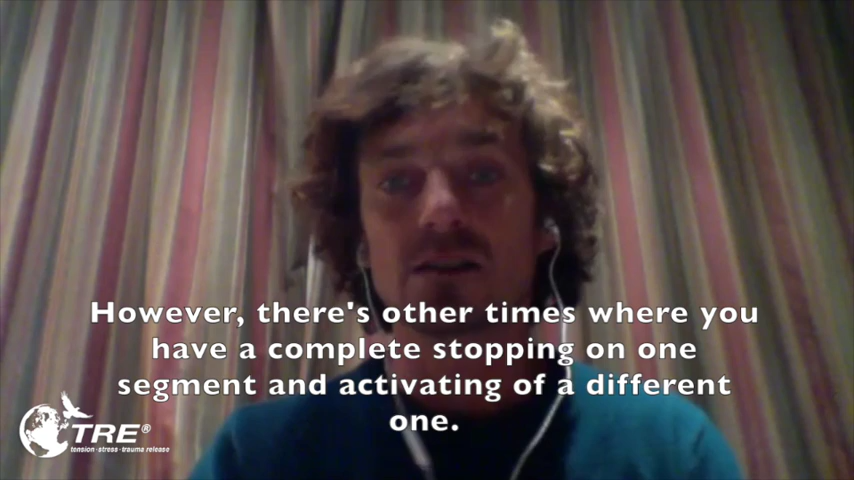 However, there's other times where you
have a complete stopping on one
segment and activating of a different
one.
TRE®
tension·stress·trauma release